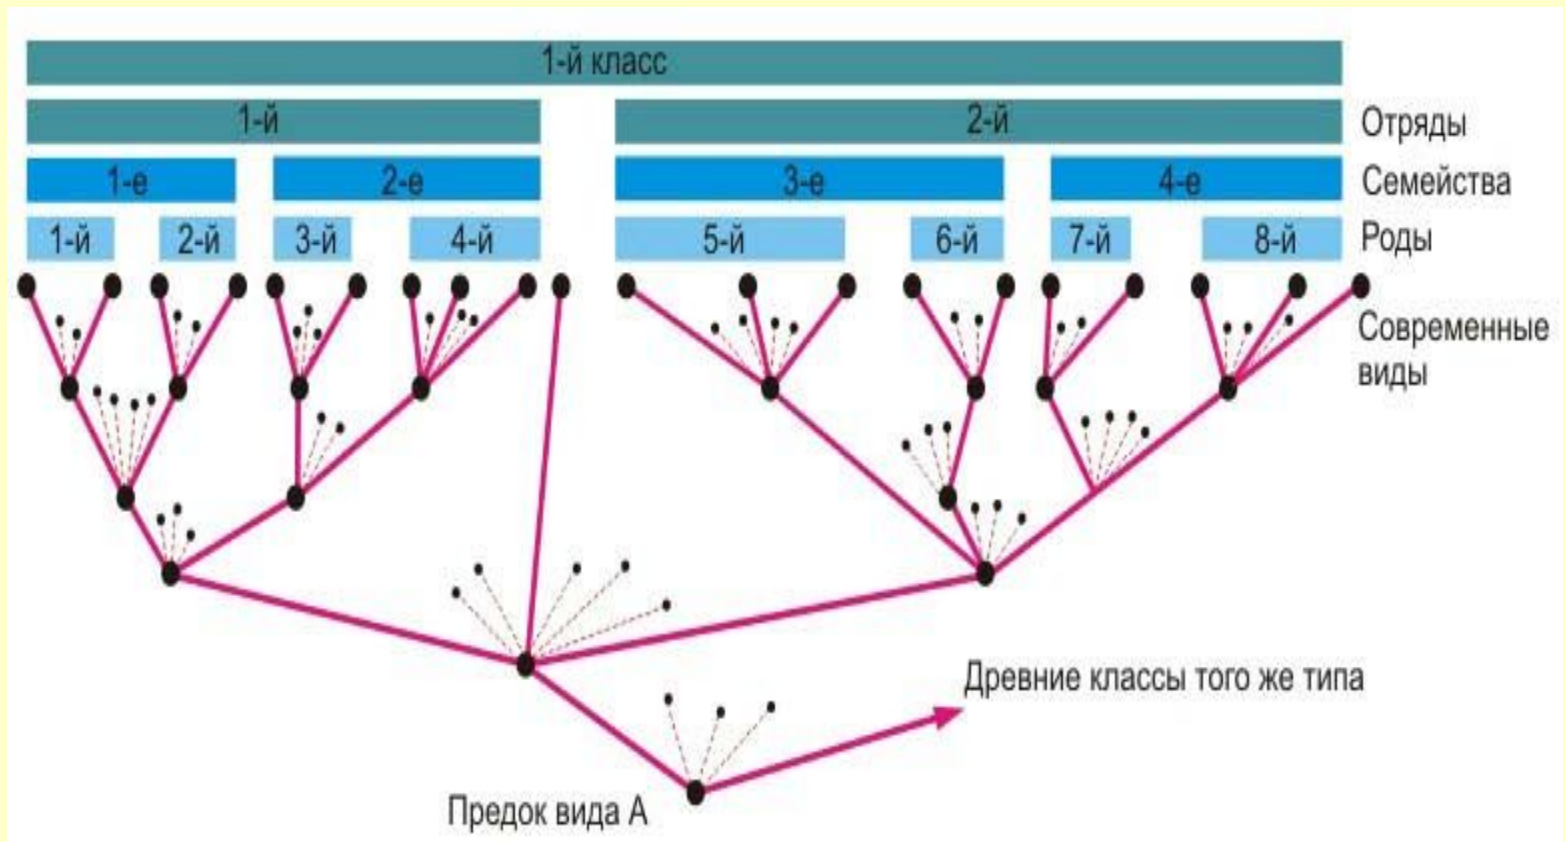 1-й класс
1-й 2-й Отряды
1-е 2-е 3-е 4-е Семейства
1-й 2-й 3-й 4-й 5-й 6-й 7-й 8-й Роды
Современные
виды
Древние классы того же типа
Предок вида А